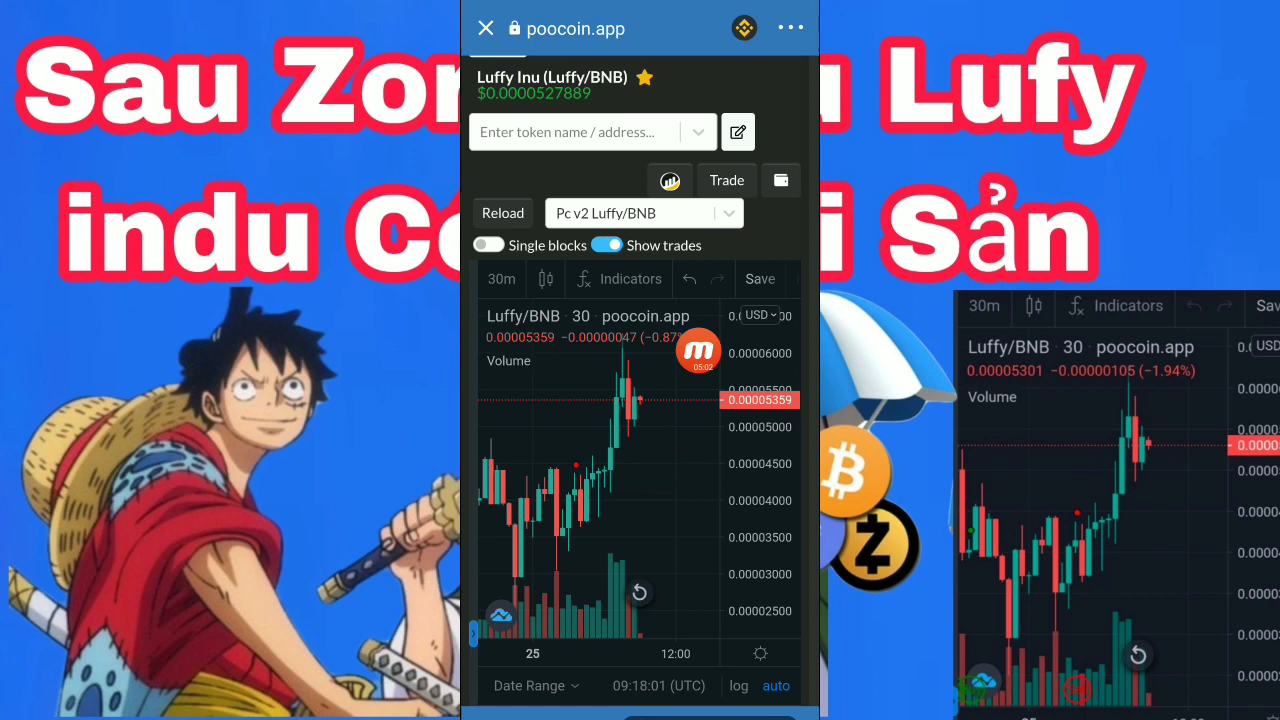 Sau Zon
Lufy
indu Có
i Sản
poocoin.app
Luffy Inu (Luffy/BNB)
$0.0000527889
Enter token name / address...
Trade
Reload
Pc v2 Luffy/BNB
Single blocks
Show trades
30m
Indicators
Save
Luffy/BNB · 30 · poocoin.app
USD
0.00005359 −0.00000047 (−0.87%
Volume
05:02
0.00006000
0.00005500
0.00005359
0.00005000
0.00004500
0.00004000
0.00003500
0.00003000
0.00002500
25
12:00
Date Range
09:18:01 (UTC)
log
auto
30m
Indicators
Luffy/BNB · 30 · poocoin.app
USD
0.00005301 −0.00000105 (−1.94%)
Volume